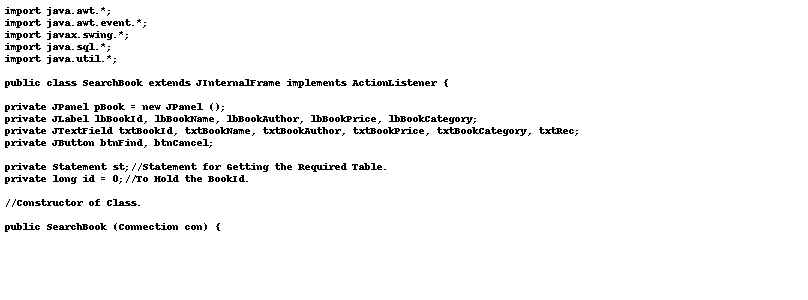 import java.awt.*;
import java.awt.event.*;
import javax.swing.*;
import java.sql.*;
import java.util.*;
public class SearchBook extends JInternalFrame implements ActionListener {
private JPanel pBook = new JPanel ();
private JLabel lbBookId, lbBookName, lbBookAuthor, lbBookPrice, lbBookCategory;
private JTextField txtBookId, txtBookName, txtBookAuthor, txtBookPrice, txtBookCategory, txtRec;
private JButton btnFind, btnCancel;
private Statement st;//Statement for Getting the Required Table.
private long id = 0;//To Hold the BookId.
//Constructor of Class.
public SearchBook (Connection con) {